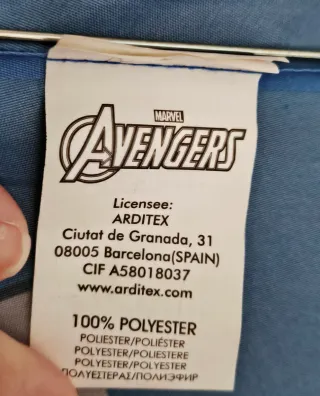 MARVEL
AVENGERS
Licensee:
ARDITEX
Ciutat de Granada, 31
08005 Barcelona(SPAIN)
CIF A58018037
www.arditex.com
100% POLYESTER
POLIESTER/POLIÉSTER
POLYESTER/POLIESTERE
POLYESTER/POLYESTER
ΠΟΛΥΕΣΤΕΡΑΣ/ПОЛИЭФИР